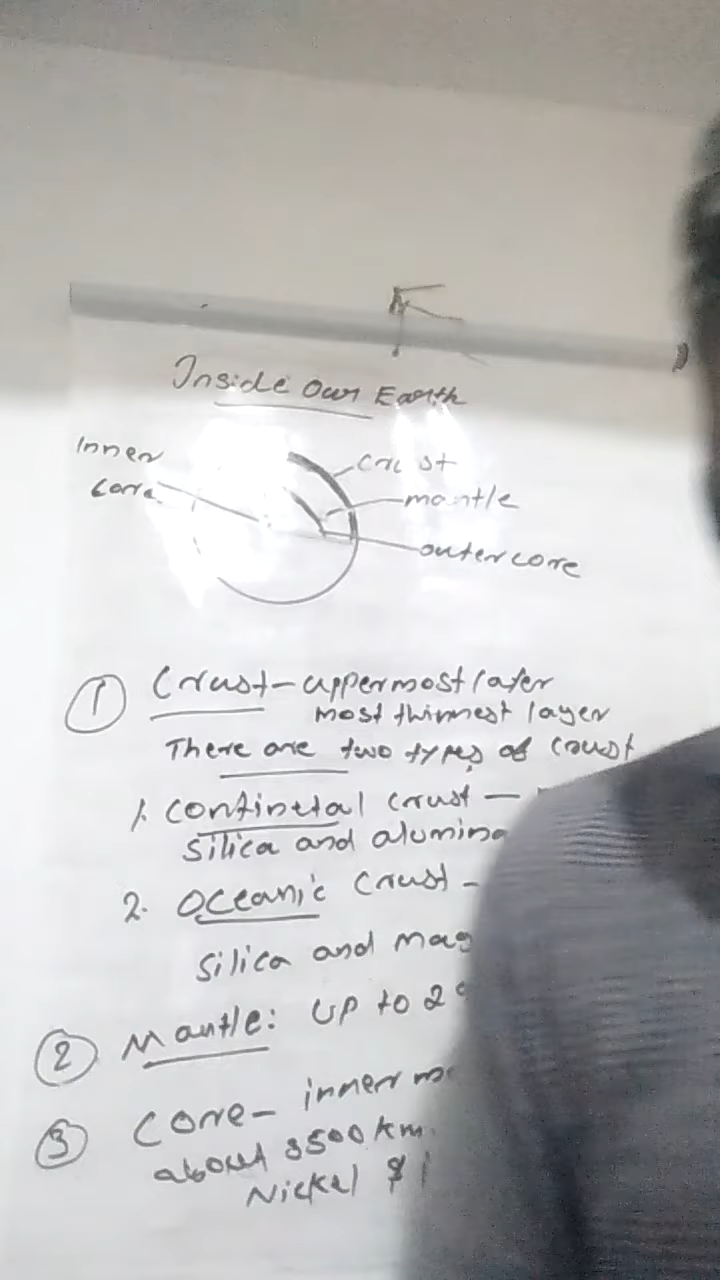 Inside Our Earth
Inner
Core
crust
mantle
outer core
① Crust - uppermost layer
most thinnest layer
There are two types of crust
1. Continetal crust —
Silica and alumina
2. Oceanic Crust -
Silica and mag
② Mantle: UP to 2
③ Core - inner m
about 3500 km.
Nickel &